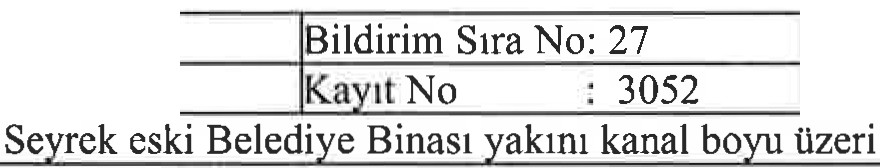 Bildirim Sıra No: 27
Kayıt No : 3052
Seyrek eski Belediye Binası yakını kanal boyu üzeri